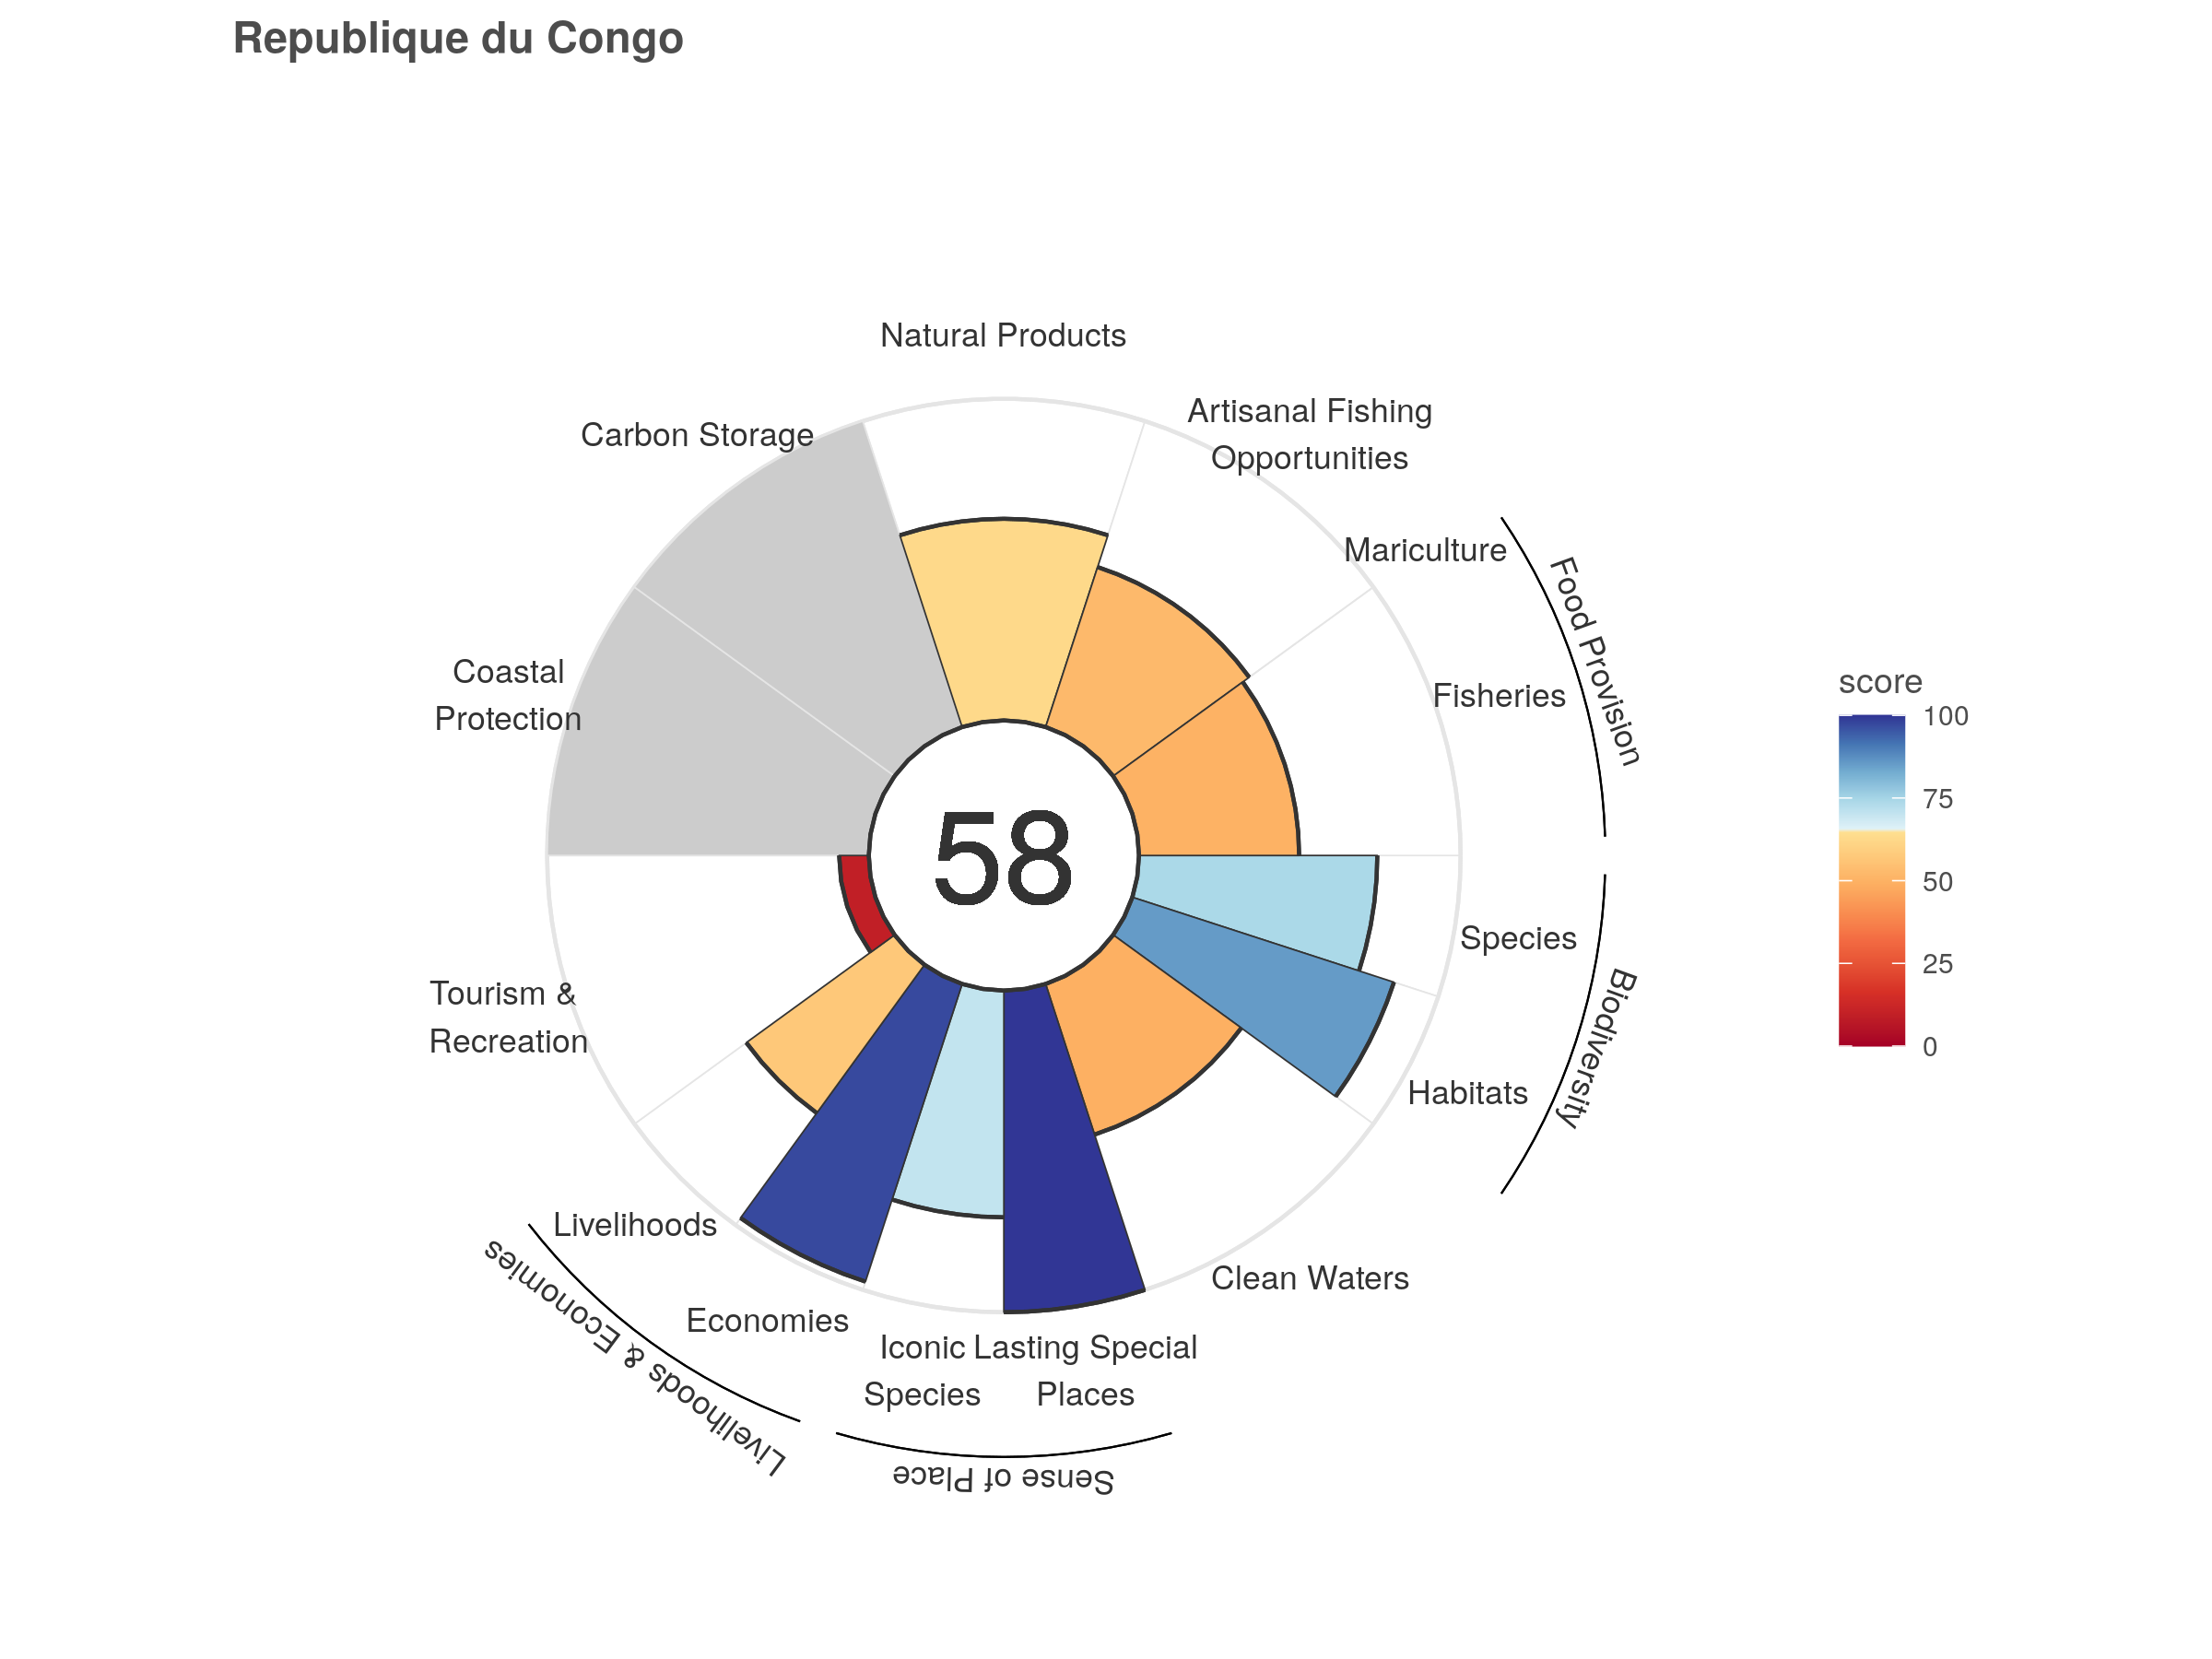 Republique du Congo
Natural Products
Artisanal Fishing
Opportunities
Carbon Storage
Mariculture
Food Provision
Fisheries
Coastal
Protection
58
score
100
75
50
25
0
Species
Biodiversity
Habitats
Tourism &
Recreation
Livelihoods
Livelihoods & Economies
Economies
Clean Waters
Iconic
Species
Lasting Special
Places
Sense of Place